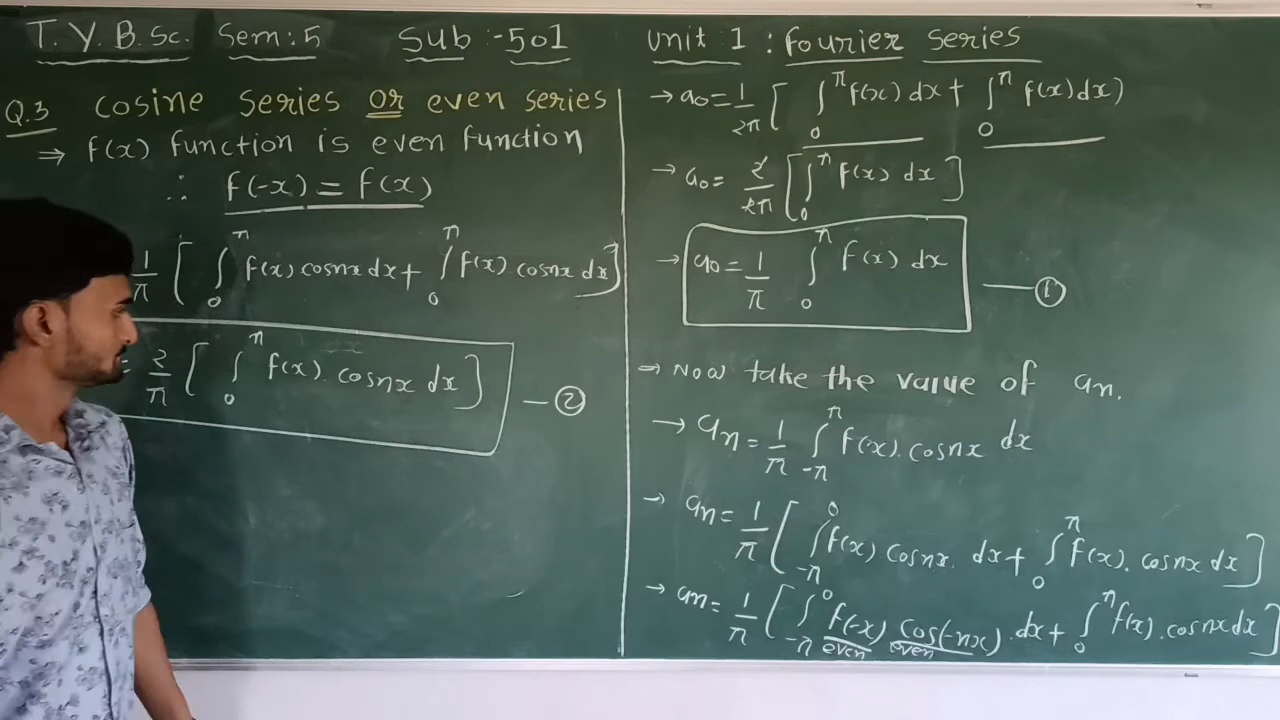 T.Y.B.Sc. Sem:5 Sub :-501 Unit 1 : Fourier Series
Q.3 Cosine Series OR even series
⇒ f(x) function is even function
∴ f(-x) = f(x)
1/π [ ∫₀^π f(x) cosnx dx + ∫₀^π f(x). cosnx dx ]
= 2/π [ ∫₀^π f(x). cosnx dx ] — ②
→ a₀ = 1/2π [ ∫₀^π f(x) dx + ∫₀^π f(x) dx )
→ a₀ = 2/2π [ ∫₀^π f(x) dx ]
→ a₀ = 1/π ∫₀^π f(x) dx — ①
→ Now take the value of an.
→ an = 1/π ∫_-π^π f(x). cosnx dx
→ an = 1/π [ ∫_-π^0 f(x) cosnx. dx + ∫₀^π f(x). cosnx dx ]
→ an = 1/π [ ∫_-π^0 f(-x) cos(-nx). dx + ∫₀^π f(x). cosnx dx ]
even even